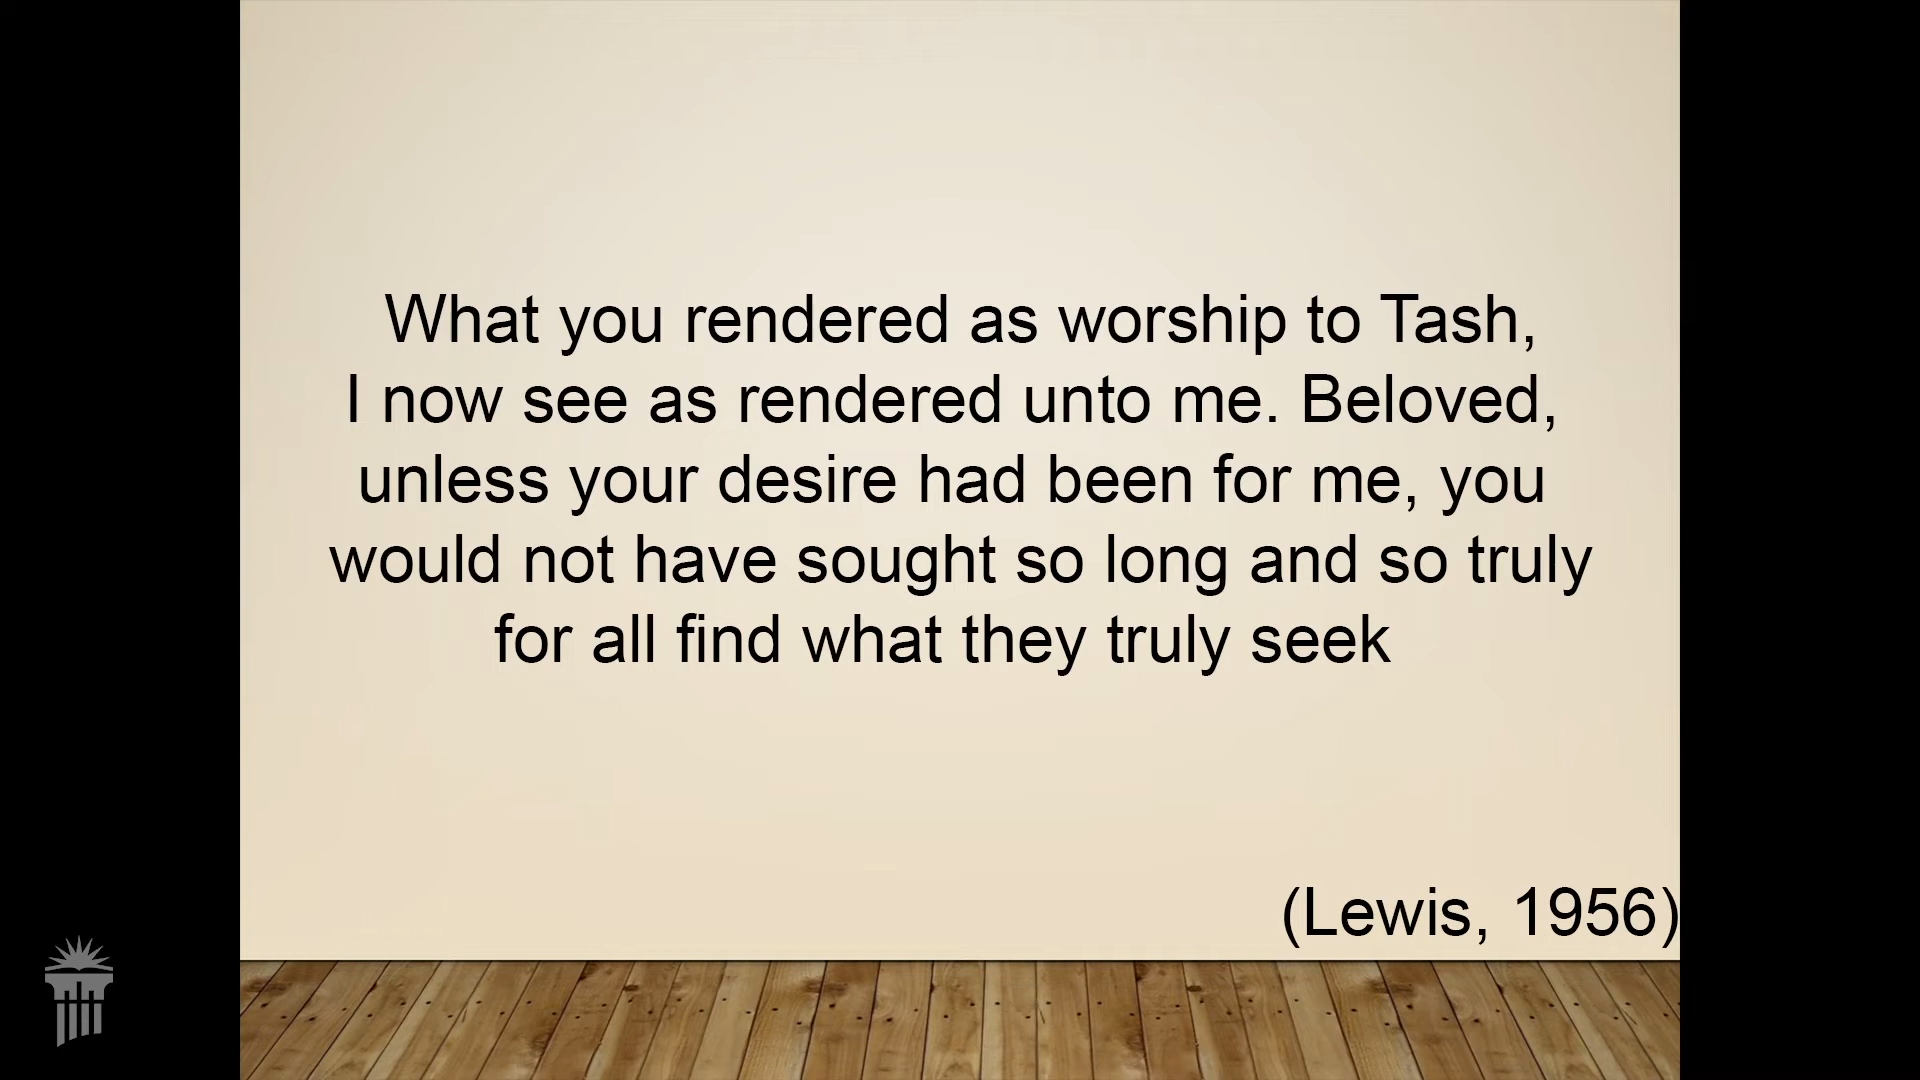 What you rendered as worship to Tash,
I now see as rendered unto me. Beloved,
unless your desire had been for me, you
would not have sought so long and so truly
for all find what they truly seek
(Lewis, 1956)